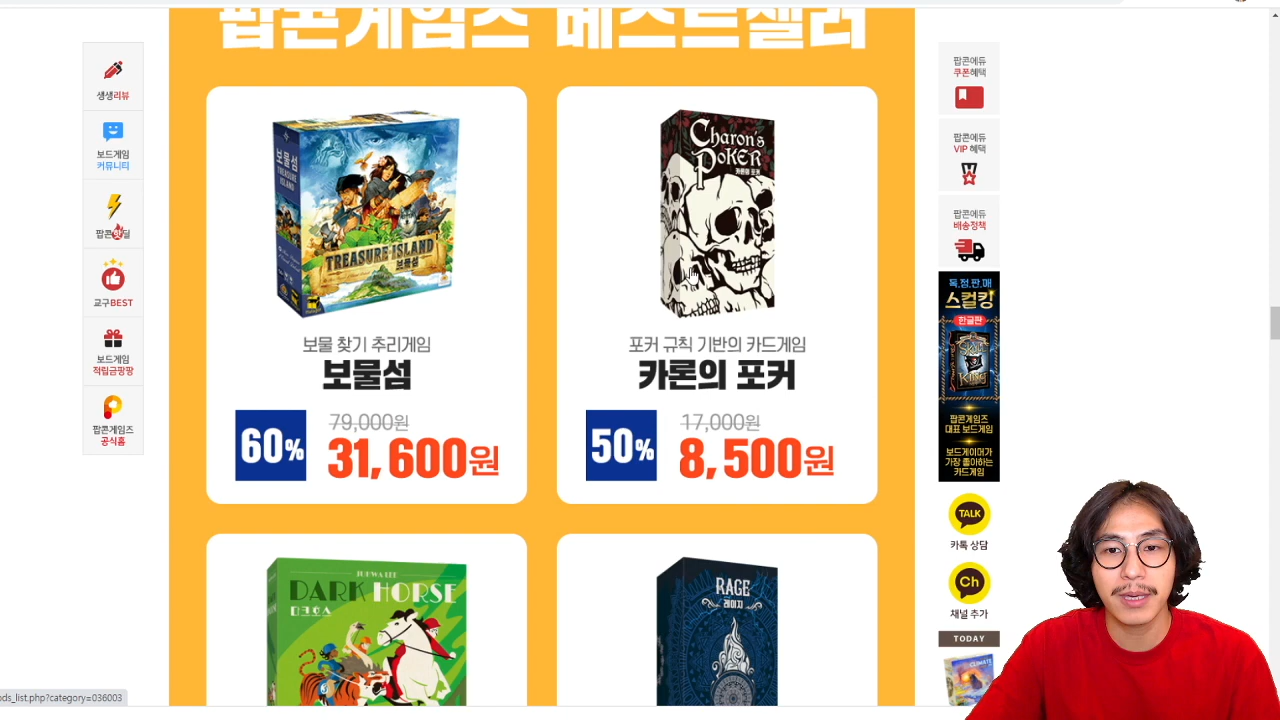 팝콘게임즈 베스트셀러
생생리뷰
보드게임
커뮤니티
팝콘핫딜
교구BEST
보드게임
적립금팡팡
팝콘게임즈
공식홈
보물섬
TREASURE ISLAND
TREASURE ISLAND
보물섬
보물 찾기 추리게임
보물섬
60%
79,000원
31,600원
Charon's
POKER
카론의 포커
포커 규칙 기반의 카드게임
카론의 포커
50%
17,000원
8,500원
DARK HORSE
다크호스
RAGE
레이지
팝콘에듀
쿠폰혜택
팝콘에듀
VIP 혜택
팝콘에듀
배송정책
독.점.판.매
스컬킹
한글판
SKULL
KING
팝콘게임즈
대표 보드게임
보드게이머가
가장 좋아하는
카드게임
TALK
카톡 상담
Ch
채널 추가
TODAY
CLIMATE
ods_list.php?category=036003